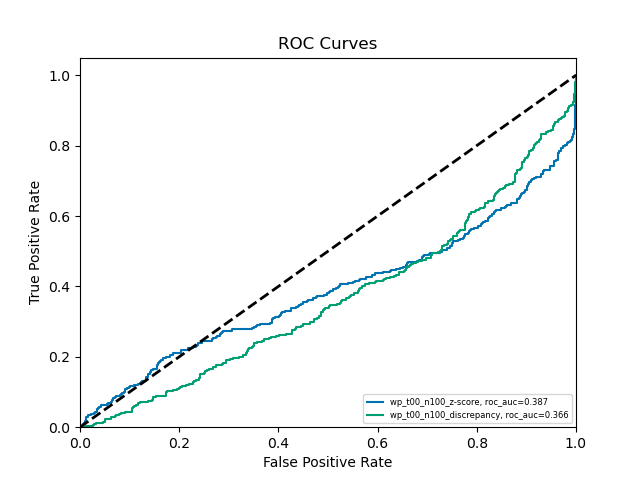 ROC Curves
1.0
0.8
0.6
0.4
0.2
0.0
True Positive Rate
0.0 0.2 0.4 0.6 0.8 1.0
False Positive Rate
wp_t00_n100_z-score, roc_auc=0.387
wp_t00_n100_discrepancy, roc_auc=0.366